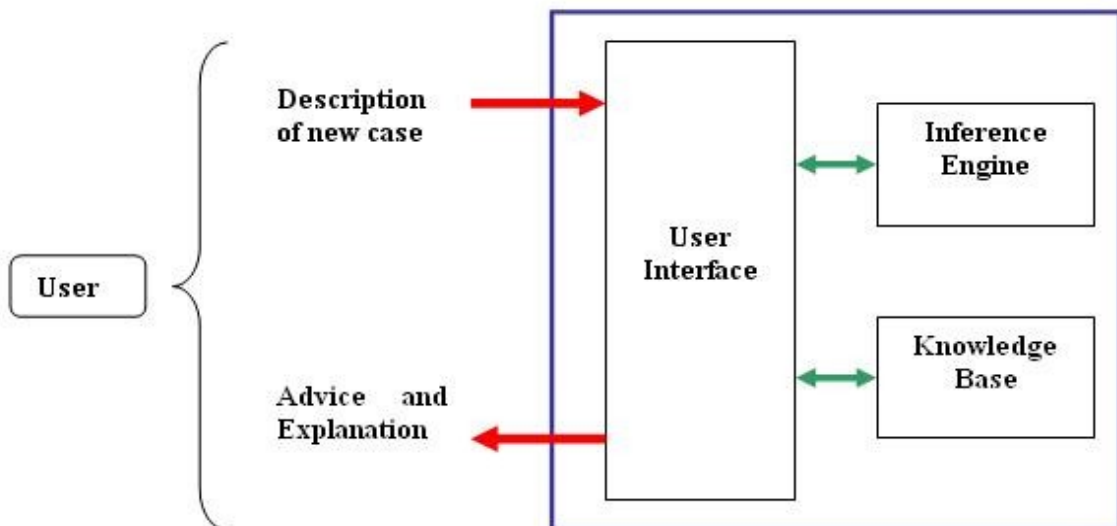 Description
of new case
Inference
Engine
User
Interface
User
Knowledge
Base
Advice and
Explanation